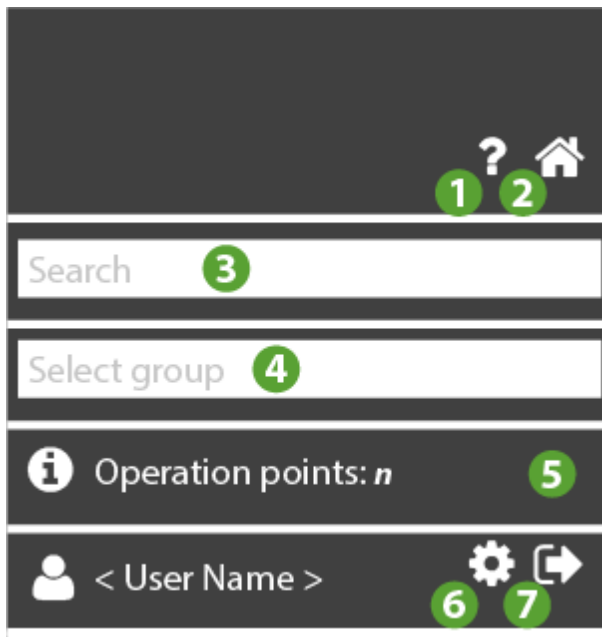 ?
1 2
Search 3
Select group 4
i Operation points: n 5
< User Name >
6 7